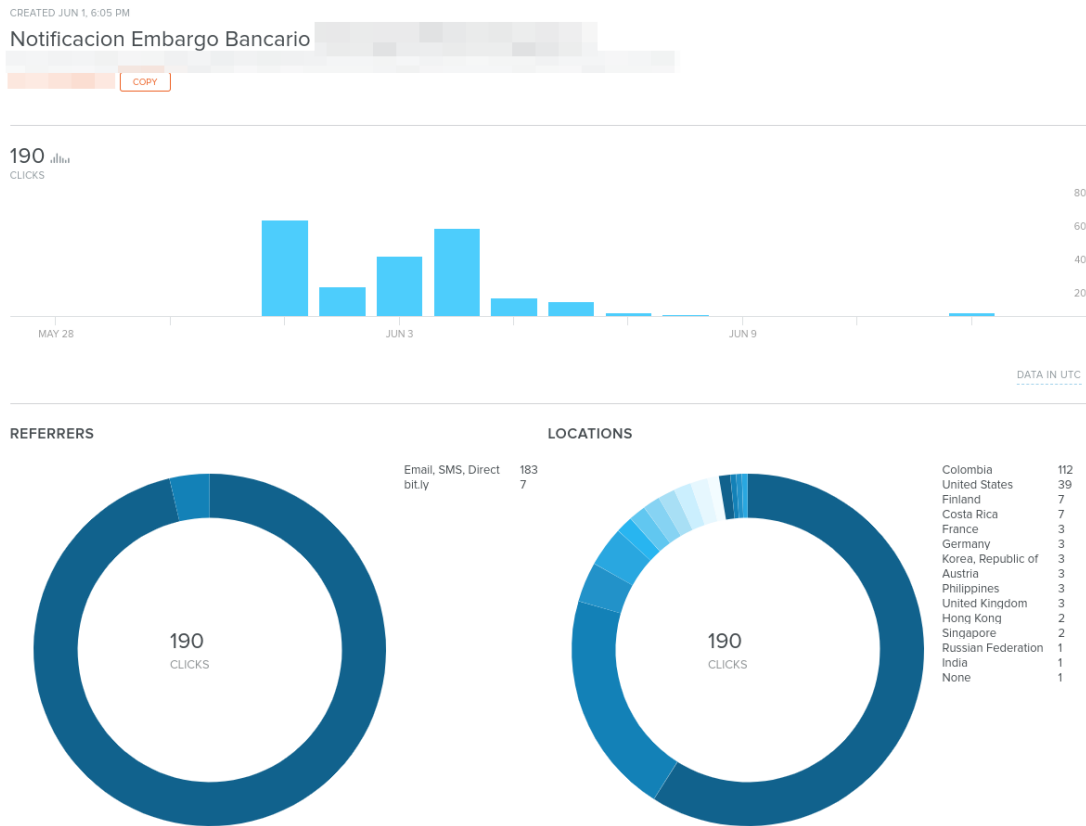 CREATED JUN 1, 6:05 PM
Notificacion Embargo Bancario
COPY
190
CLICKS
80
60
40
20
MAY 28 JUN 3 JUN 9
DATA IN UTC
REFERRERS
Email, SMS, Direct 183
bit.ly 7
190
CLICKS
LOCATIONS
Colombia 112
United States 39
Finland 7
Costa Rica 7
France 3
Germany 3
Korea, Republic of 3
Austria 3
Philippines 3
United Kingdom 3
Hong Kong 2
Singapore 2
Russian Federation 1
India 1
None 1
190
CLICKS